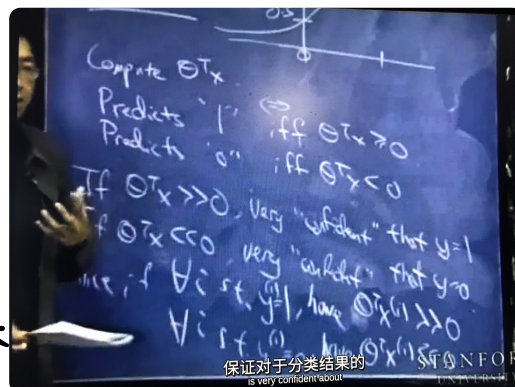 0.5
Compute θᵀx
Predicts "1" ⇔ iff θᵀx ≥ 0
Predicts "0" iff θᵀx < 0
If θᵀx >> 0, very "confident" that y=1
If θᵀx << 0 very "confident" that y=0
if ∀i s.t. y⁽ⁱ⁾=1, have θᵀx⁽ⁱ⁾ >> 0
∀i s.t. have θᵀx⁽ⁱ⁾
保证对于分类结果的
is very confident about
STANFORD
UNIVERSITY